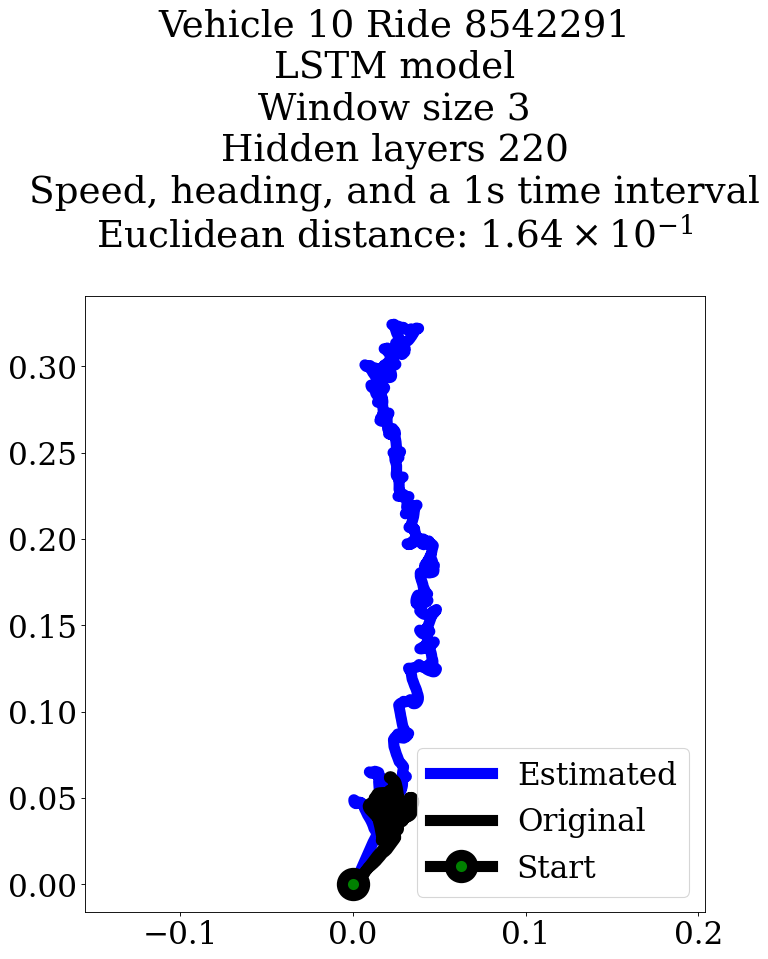 Vehicle 10 Ride 8542291
LSTM model
Window size 3
Hidden layers 220
Speed, heading, and a 1s time interval
Euclidean distance: 1.64 × 10⁻¹
0.30
0.25
0.20
0.15
0.10
0.05
0.00
Estimated
Original
Start
−0.1
0.0
0.1
0.2